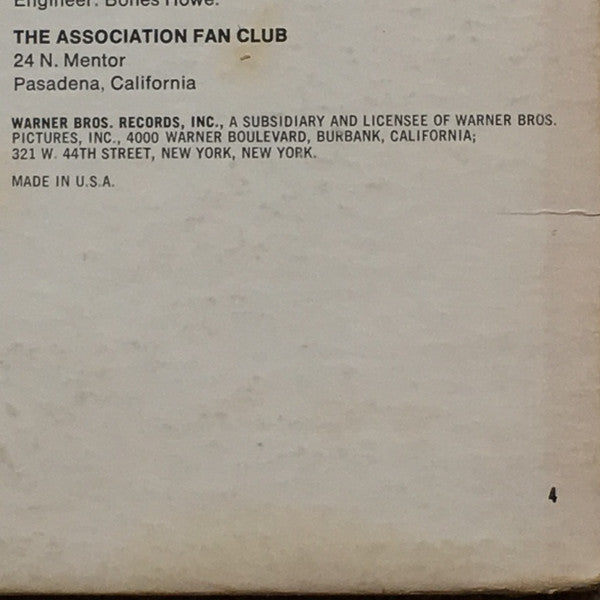 Engineer: Bones Howe.
THE ASSOCIATION FAN CLUB
24 N. Mentor
Pasadena, California
WARNER BROS. RECORDS, INC., A SUBSIDIARY AND LICENSEE OF WARNER BROS.
PICTURES, INC., 4000 WARNER BOULEVARD, BURBANK, CALIFORNIA;
321 W. 44TH STREET, NEW YORK, NEW YORK.
MADE IN U.S.A.
4